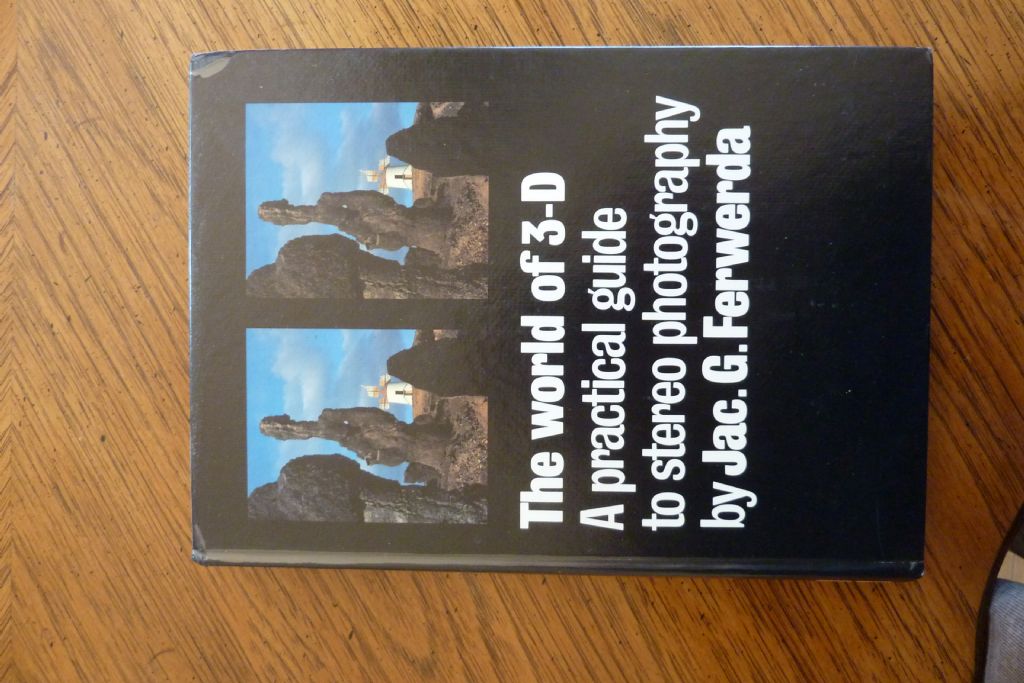 The world of 3-D
A practical guide
to stereo photography
by Jac. G. Ferwerda